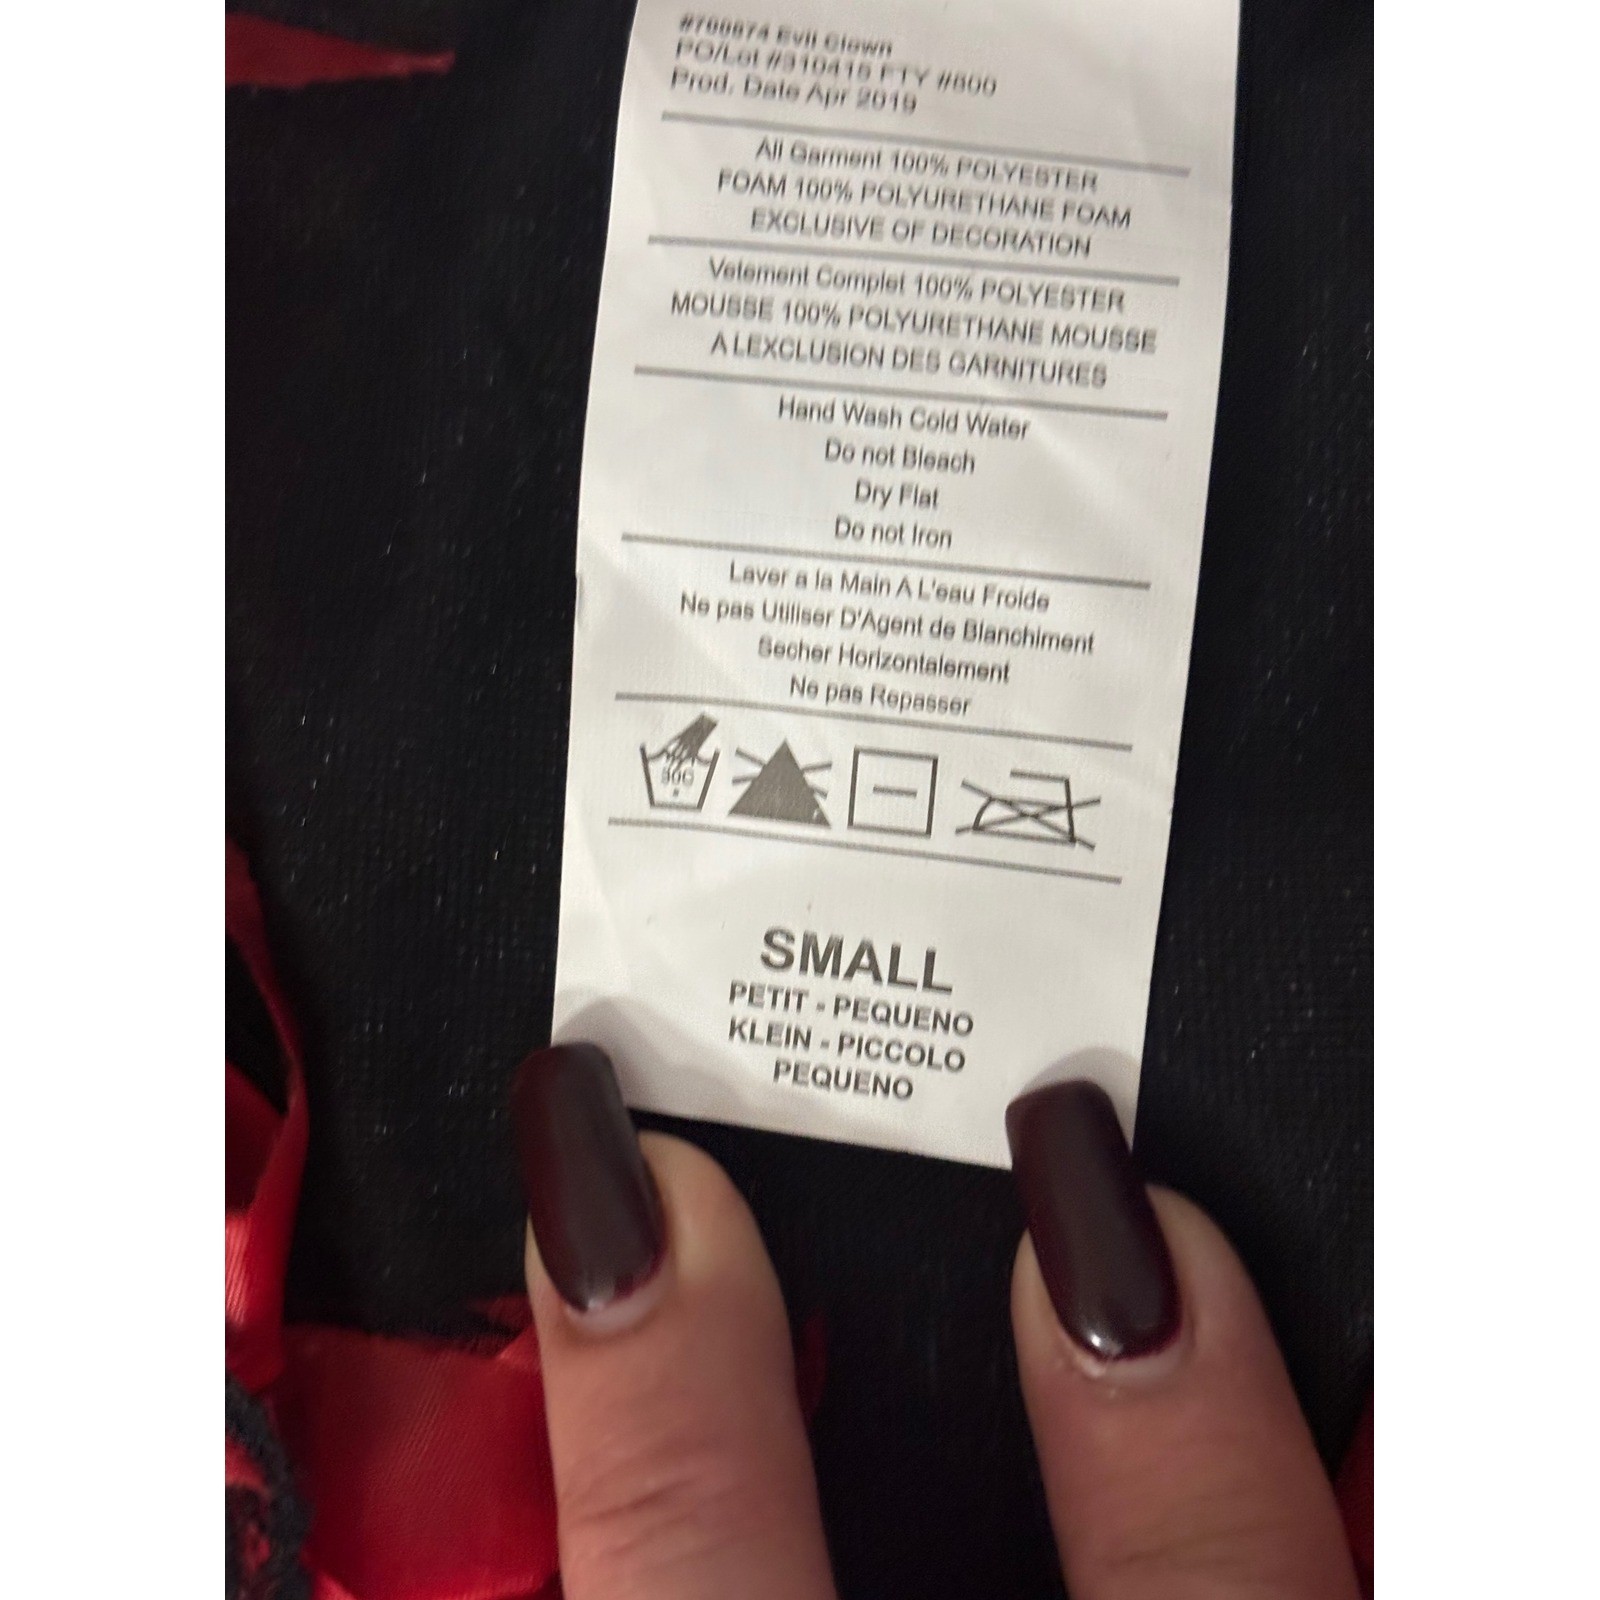 #700974 Evil Clown
PO/Lot #310415 FTY #600
Prod. Date Apr 2019
All Garment 100% POLYESTER
FOAM 100% POLYURETHANE FOAM
EXCLUSIVE OF DECORATION
Vetement Complet 100% POLYESTER
MOUSSE 100% POLYURETHANE MOUSSE
A LEXCLUSION DES GARNITURES
Hand Wash Cold Water
Do not Bleach
Dry Flat
Do not Iron
Laver a la Main A L'eau Froide
Ne pas Utiliser D'Agent de Blanchiment
Secher Horizontalement
Ne pas Repasser
30C
SMALL
PETIT - PEQUENO
KLEIN - PICCOLO
PEQUENO